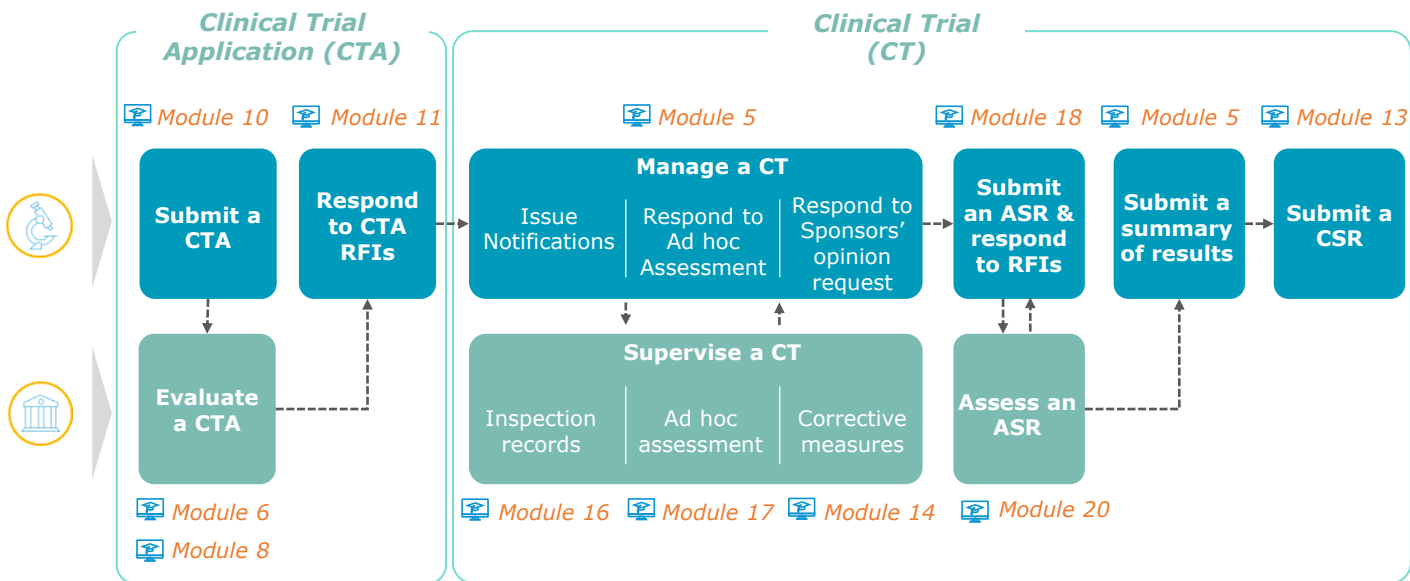 Clinical Trial
Application (CTA)
Clinical Trial
(CT)
Module 10
Module 11
Module 5
Module 18
Module 5
Module 13
Submit a
CTA
Respond
to CTA
RFIs
Manage a CT
Issue
Notifications
Respond to
Ad hoc
Assessment
Respond to
Sponsors’
opinion
request
Submit
an ASR &
respond
to RFIs
Submit a
summary
of results
Submit a
CSR
Evaluate
a CTA
Supervise a CT
Inspection
records
Ad hoc
assessment
Corrective
measures
Assess an
ASR
Module 6
Module 8
Module 16
Module 17
Module 14
Module 20